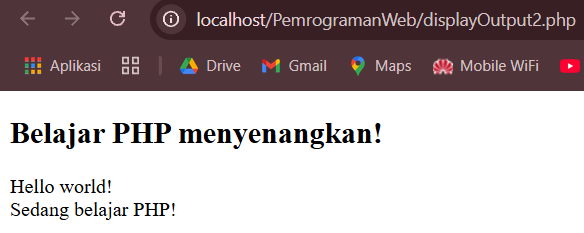 localhost/PemrogramanWeb/displayOutput2.php
Aplikasi Drive Gmail Maps Mobile WiFi
Belajar PHP menyenangkan!
Hello world!
Sedang belajar PHP!